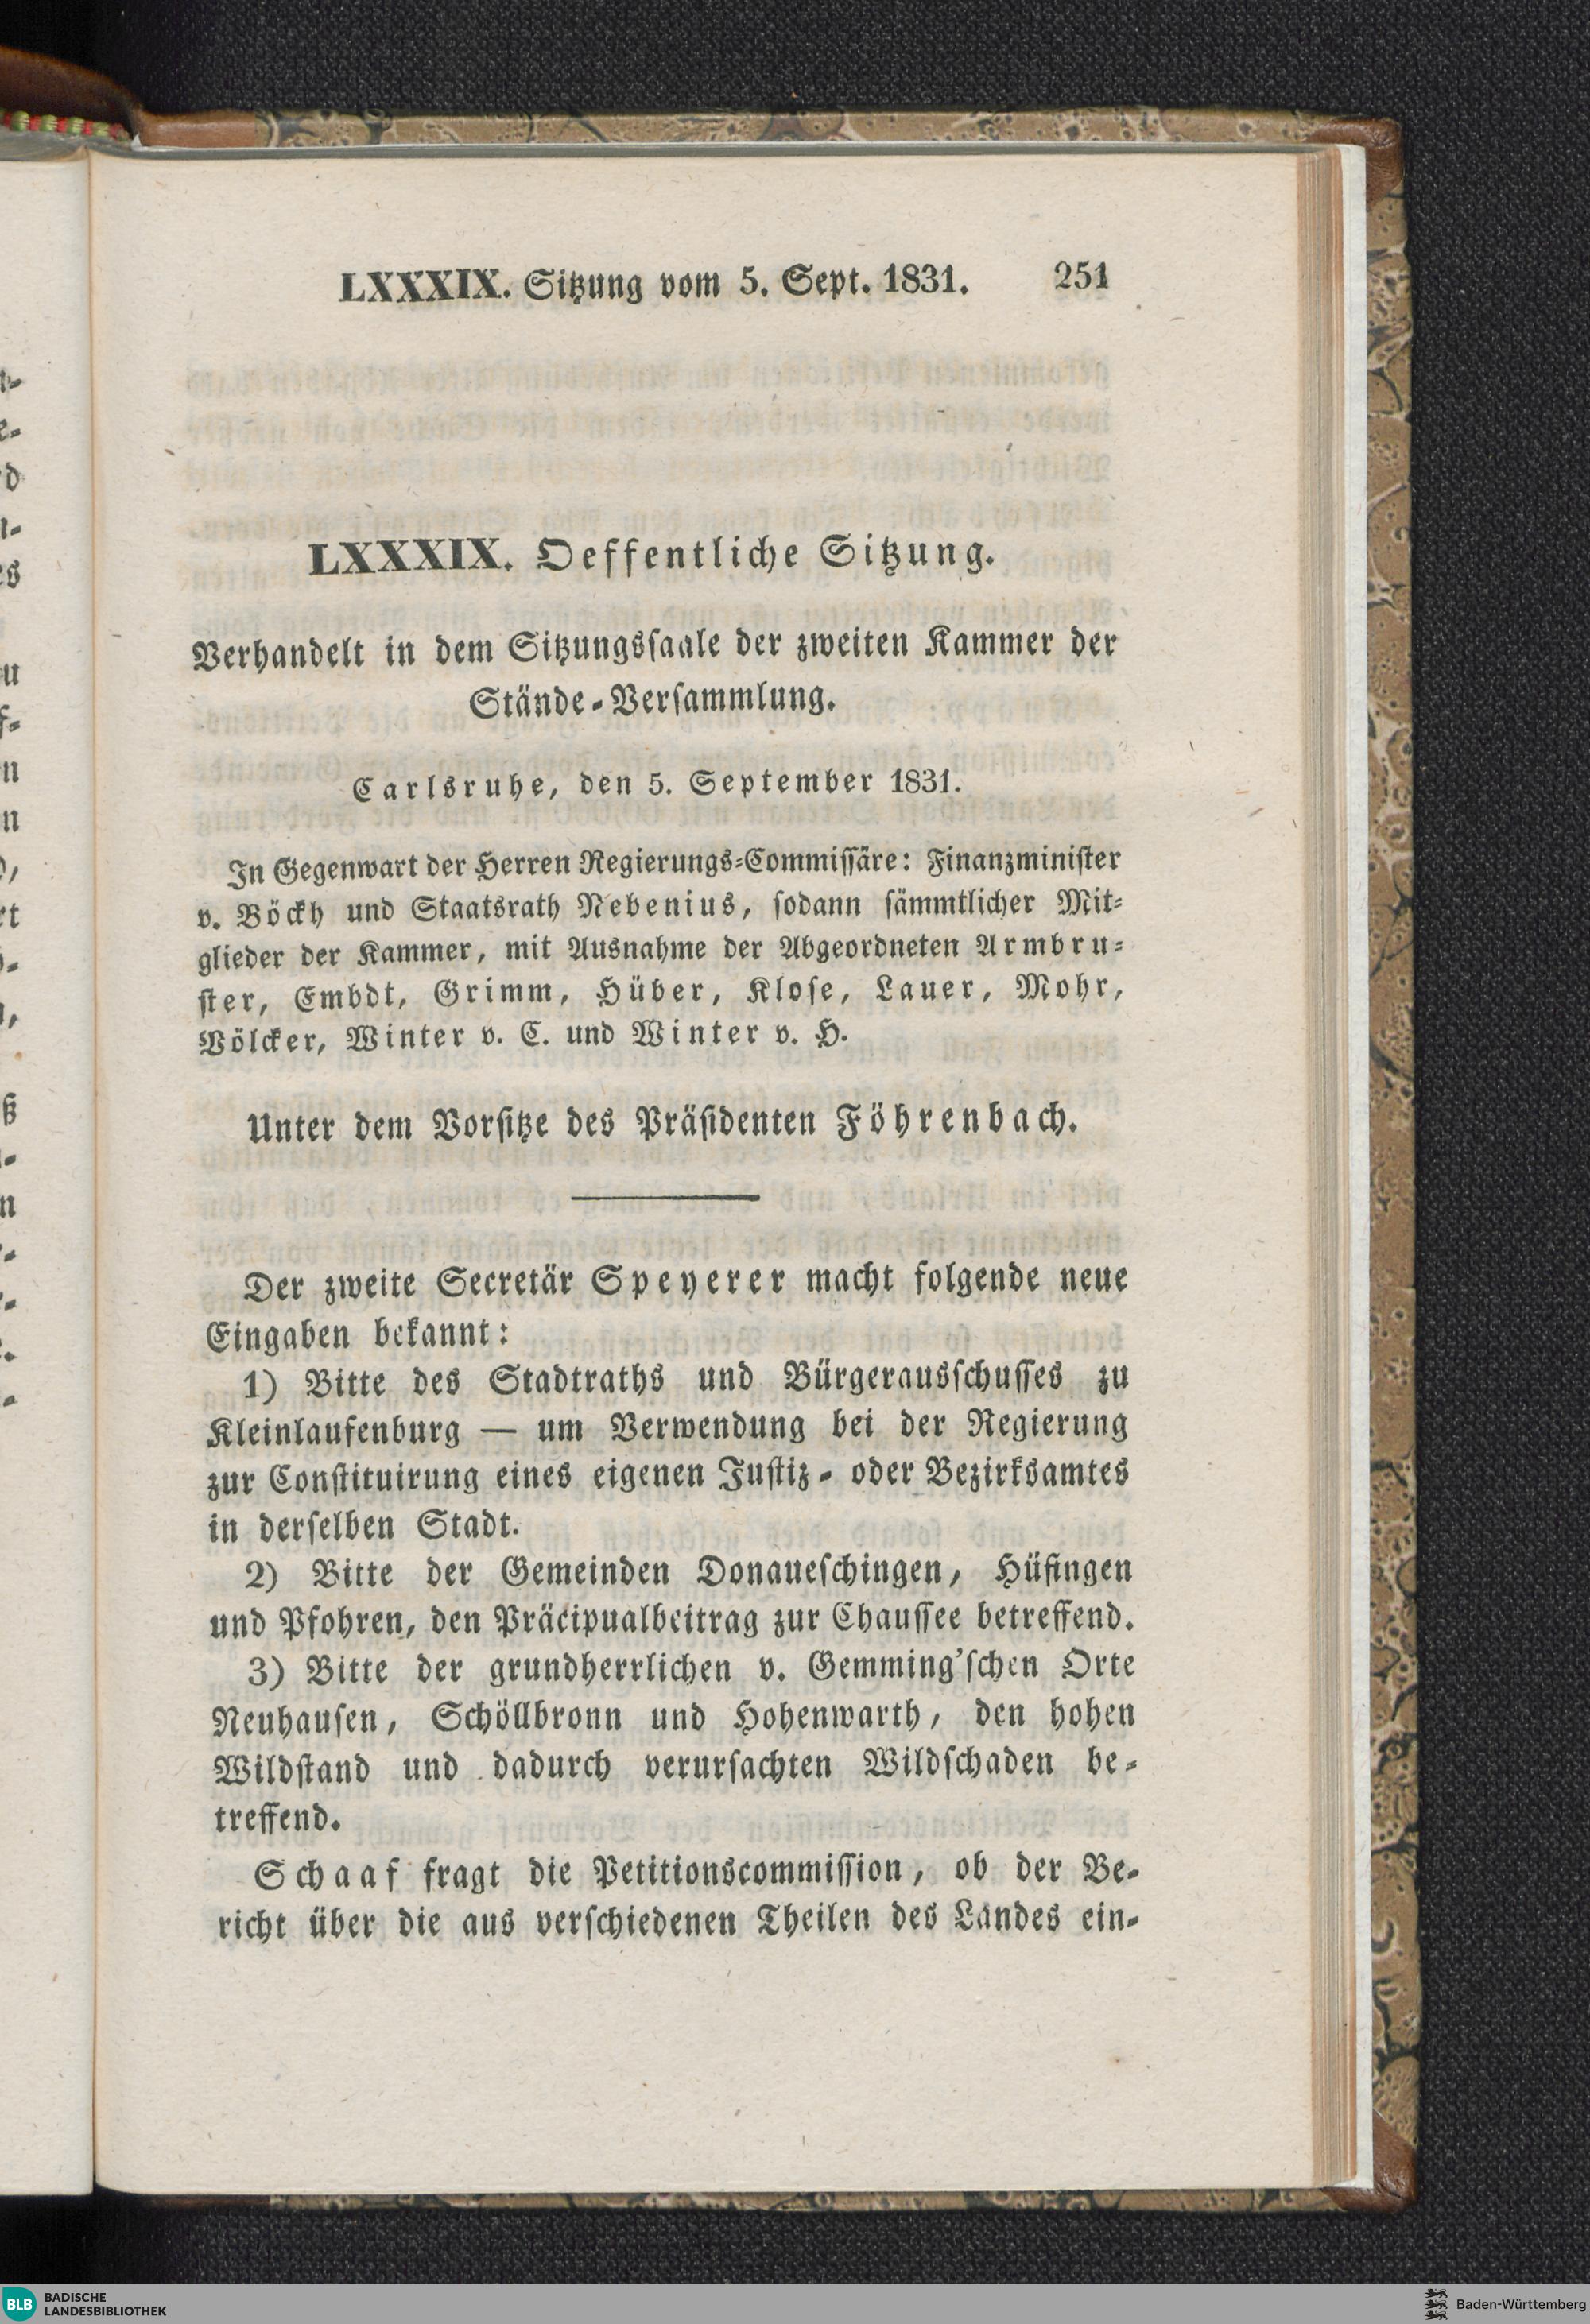 LXXXIX. Sitzung vom 5. Sept. 1831. 251
LXXXIX. Oeffentliche Sitzung.
Verhandelt in dem Sitzungsſaale der zweiten Kammer der
Stände-Verſammlung.
Carlsruhe, den 5. September 1831.
In Gegenwart der Herren Regierungs-Commiſſäre: Finanzminiſter
v. Böckh und Staatsrath Nebenius, ſodann ſämmtlicher Mit-
glieder der Kammer, mit Ausnahme der Abgeordneten Armbru-
ſter, Embdt, Grimm, Hüber, Kloſe, Lauer, Mohr,
Völcker, Winter v. C. und Winter v. H.
Unter dem Vorſitze des Präſidenten Föhrenbach.
Der zweite Secretär Speyerer macht folgende neue
Eingaben bekannt:
1) Bitte des Stadtraths und Bürgerausſchuſſes zu
Kleinlaufenburg — um Verwendung bei der Regierung
zur Conſtituirung eines eigenen Juſtiz- oder Bezirksamtes
in derſelben Stadt.
2) Bitte der Gemeinden Donaueſchingen, Hüfingen
und Pfohren, den Präcipualbeitrag zur Chauſſee betreffend.
3) Bitte der grundherrlichen v. Gemming'ſchen Orte
Neuhauſen, Schöllbronn und Hohenwarth, den hohen
Wildſtand und dadurch verurſachten Wildſchaden be-
treffend.
Schaaf fragt die Petitionscommiſſion, ob der Be-
richt über die aus verſchiedenen Theilen des Landes ein-
BLB BADISCHE
LANDESBIBLIOTHEK
Baden-Württemberg